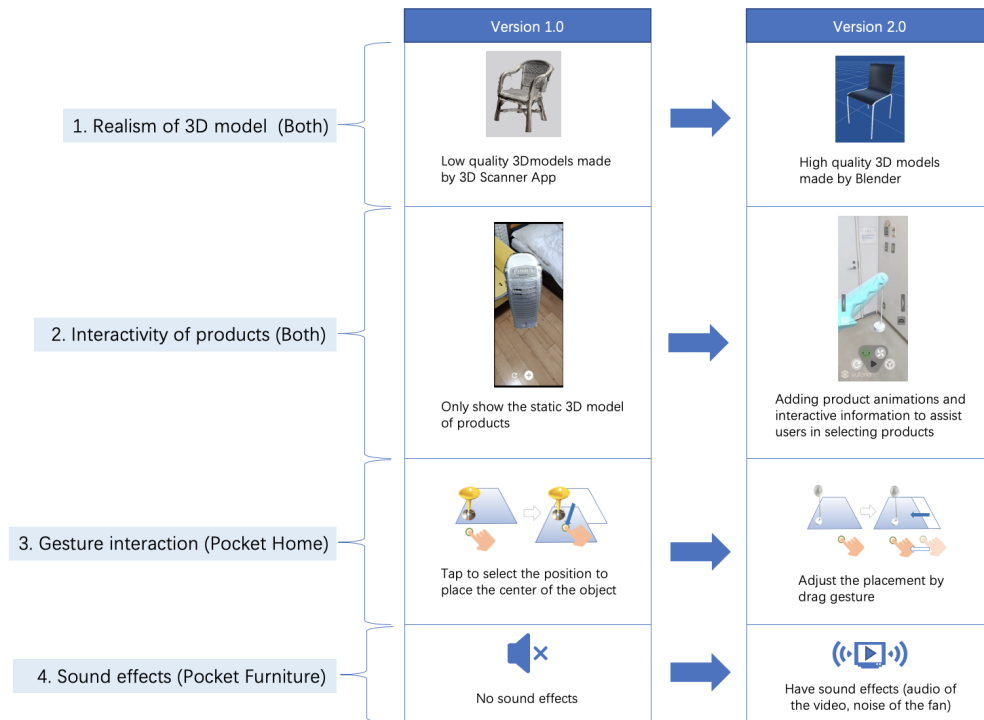 Version 1.0
Version 2.0
1. Realism of 3D model (Both)
Low quality 3Dmodels made
by 3D Scanner App
High quality 3D models
made by Blender
2. Interactivity of products (Both)
Only show the static 3D model
of products
Adding product animations and
interactive information to assist
users in selecting products
3. Gesture interaction (Pocket Home)
Tap to select the position to
place the center of the object
Adjust the placement by
drag gesture
4. Sound effects (Pocket Furniture)
No sound effects
Have sound effects (audio of
the video, noise of the fan)